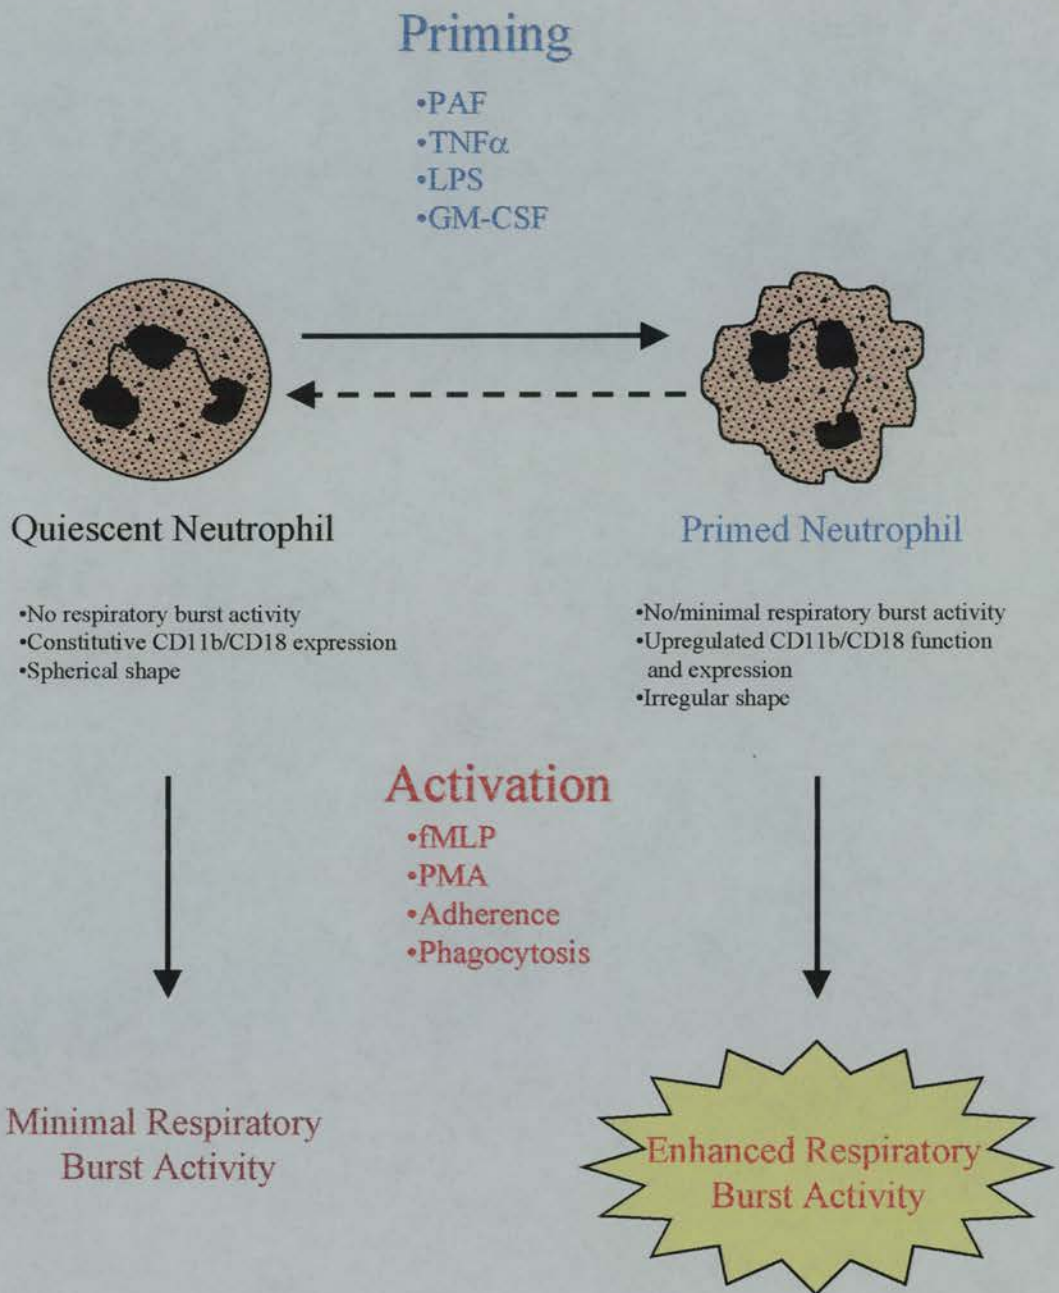 Priming
•PAF
•TNFα
•LPS
•GM-CSF
Quiescent Neutrophil
•No respiratory burst activity
•Constitutive CD11b/CD18 expression
•Spherical shape
Primed Neutrophil
•No/minimal respiratory burst activity
•Upregulated CD11b/CD18 function
and expression
•Irregular shape
Activation
•fMLP
•PMA
•Adherence
•Phagocytosis
Minimal Respiratory
Burst Activity
Enhanced Respiratory
Burst Activity